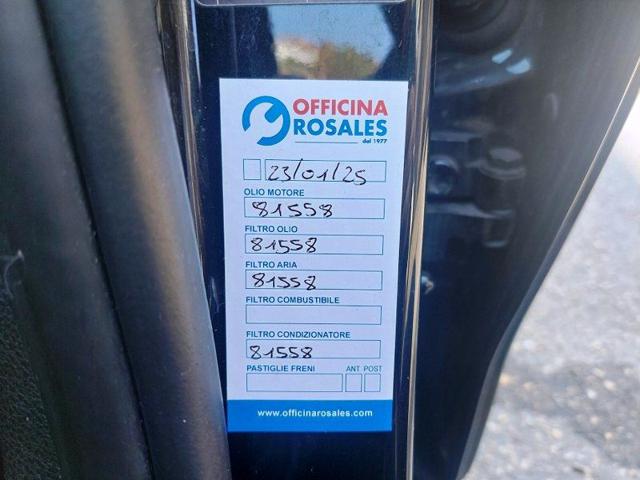 OFFICINA
ROSALES
dal 1977
23/01/25
OLIO MOTORE
81558
FILTRO OLIO
81558
FILTRO ARIA
81558
FILTRO COMBUSTIBILE
FILTRO CONDIZIONATORE
81558
PASTIGLIE FRENI ANT POST
www.officinarosales.com